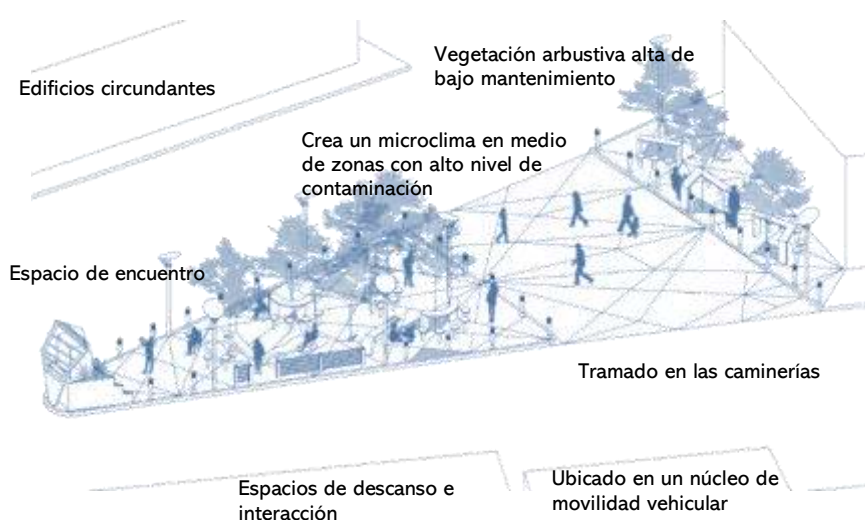 Vegetación arbustiva alta de
bajo mantenimiento
Edificios circundantes
Crea un microclima en medio
de zonas con alto nivel de
contaminación
Espacio de encuentro
Tramado en las caminerías
Espacios de descanso e
interacción
Ubicado en un núcleo de
movilidad vehicular